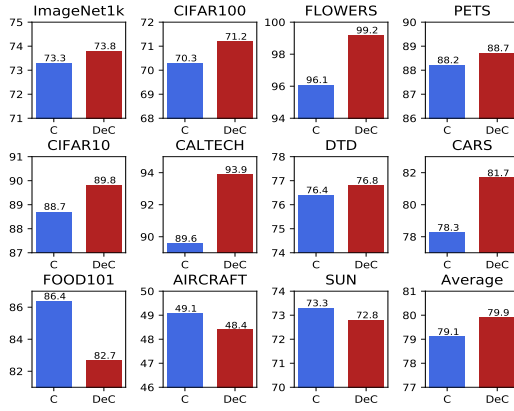 ImageNet1k CIFAR100 FLOWERS PETS
75 74 73 72 71 73.3 73.8 C DeC
72 71 70 69 68 70.3 71.2 C DeC
100 98 96 94 96.1 99.2 C DeC
90 89 88 87 86 88.2 88.7 C DeC
CIFAR10 CALTECH DTD CARS
91 90 89 88 87 88.7 89.8 C DeC
94 92 90 89.6 93.9 C DeC
78 77 76 75 74 76.4 76.8 C DeC
82 80 78 78.3 81.7 C DeC
FOOD101 AIRCRAFT SUN Average
86 84 82 86.4 82.7 C DeC
50 49 48 47 46 49.1 48.4 C DeC
74 73 72 71 70 73.3 72.8 C DeC
81 80 79 78 77 79.1 79.9 C DeC